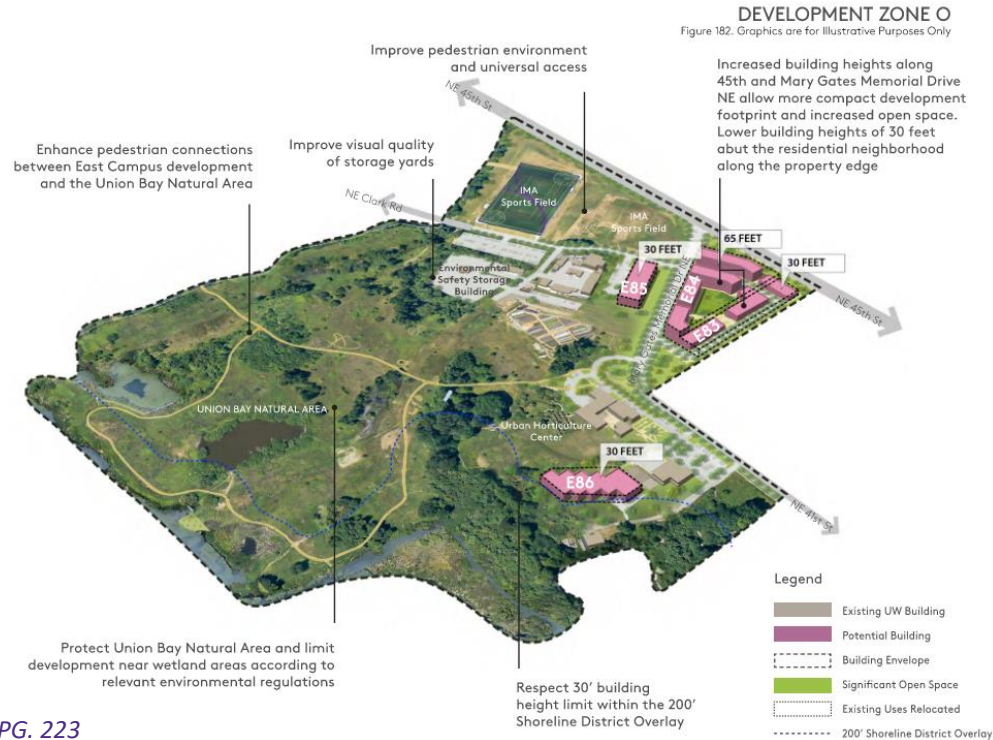 DEVELOPMENT ZONE O
Figure 182. Graphics are for Illustrative Purposes Only
Improve pedestrian environment
and universal access
Increased building heights along
45th and Mary Gates Memorial Drive
NE allow more compact development
footprint and increased open space.
Lower building heights of 30 feet
abut the residential neighborhood
along the property edge
NE 45th St
Enhance pedestrian connections
between East Campus development
and the Union Bay Natural Area
Improve visual quality
of storage yards
NE Clark Rd
IMA
Sports Field
IMA
Sports Field
65 FEET
30 FEET
30 FEET
Environmental
Safety Storage
Building
E85
E84
E83
Mary Gates Memorial Dr NE
NE 45th St
UNION BAY NATURAL AREA
Urban Horticulture
Center
30 FEET
E86
NE 41st St
Protect Union Bay Natural Area and limit
development near wetland areas according to
relevant environmental regulations
Respect 30’ building
height limit within the 200’
Shoreline District Overlay
Legend
Existing UW Building
Potential Building
Building Envelope
Significant Open Space
Existing Uses Relocated
200’ Shoreline District Overlay
PG. 223